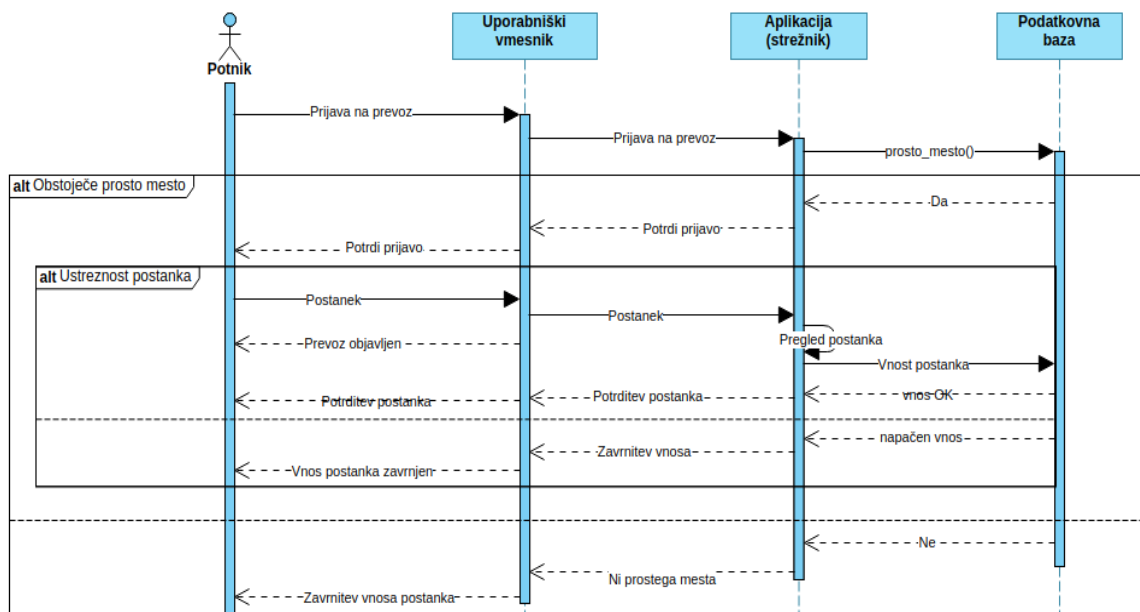 Uporabniški
vmesnik
Aplikacija
(strežnik)
Podatkovna
baza
Potnik
Prijava na prevoz
Prijava na prevoz
prosto_mesto()
alt Obstoječe prosto mesto
Da
Potrdi prijavo
Potrdi prijavo
alt Ustreznost postanka
Postanek
Postanek
Pregled postanka
Prevoz objavljen
Vnost postanka
vnos OK
Potrditev postanka
Potrditev postanka
napačen vnos
Zavrnitev vnosa
Vnos postanka zavrnjen
Ne
Ni prostega mesta
Zavrnitev vnosa postanka